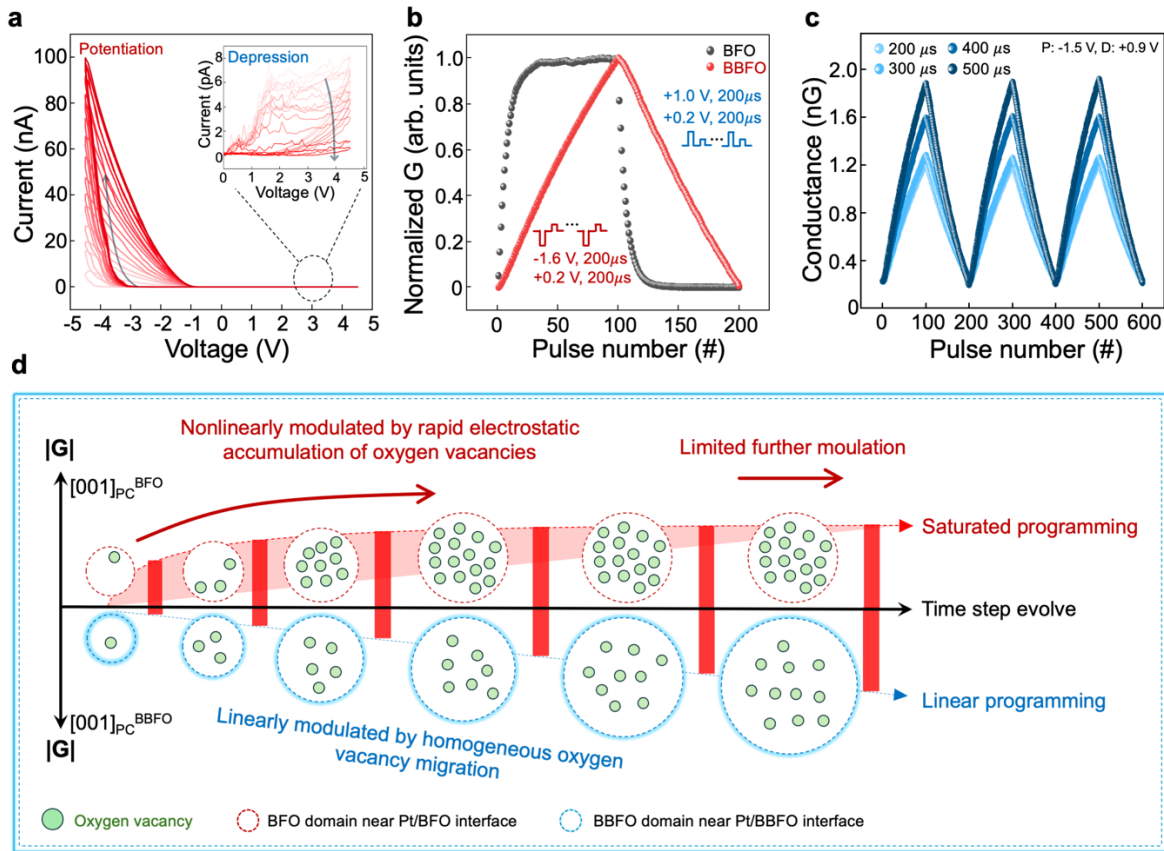 a
Potentiation
Depression
Current (nA)
100
80
60
40
20
0
-5 -4 -3 -2 -1 0 1 2 3 4 5
Voltage (V)
Current (pA)
8
6
4
2
0
0 1 2 3 4 5
Voltage (V)
b
Normalized G (arb. units)
1.0
0.8
0.6
0.4
0.2
0
0 50 100 150 200
Pulse number (#)
BFO
BBFO
+1.0 V, 200μs
+0.2 V, 200μs
-1.6 V, 200μs
+0.2 V, 200μs
c
Conductance (nG)
2.0
1.6
1.2
0.8
0.4
0
0 100 200 300 400 500 600
Pulse number (#)
200 μs 400 μs
300 μs 500 μs
P: -1.5 V, D: +0.9 V
d
Nonlinearly modulated by rapid electrostatic
accumulation of oxygen vacancies
Limited further moulation
|G|
[001]PC BFO
Saturated programming
Time step evolve
Linear programming
[001]PC BBFO
|G|
Linearly modulated by homogeneous oxygen
vacancy migration
Oxygen vacancy
BFO domain near Pt/BFO interface
BBFO domain near Pt/BBFO interface